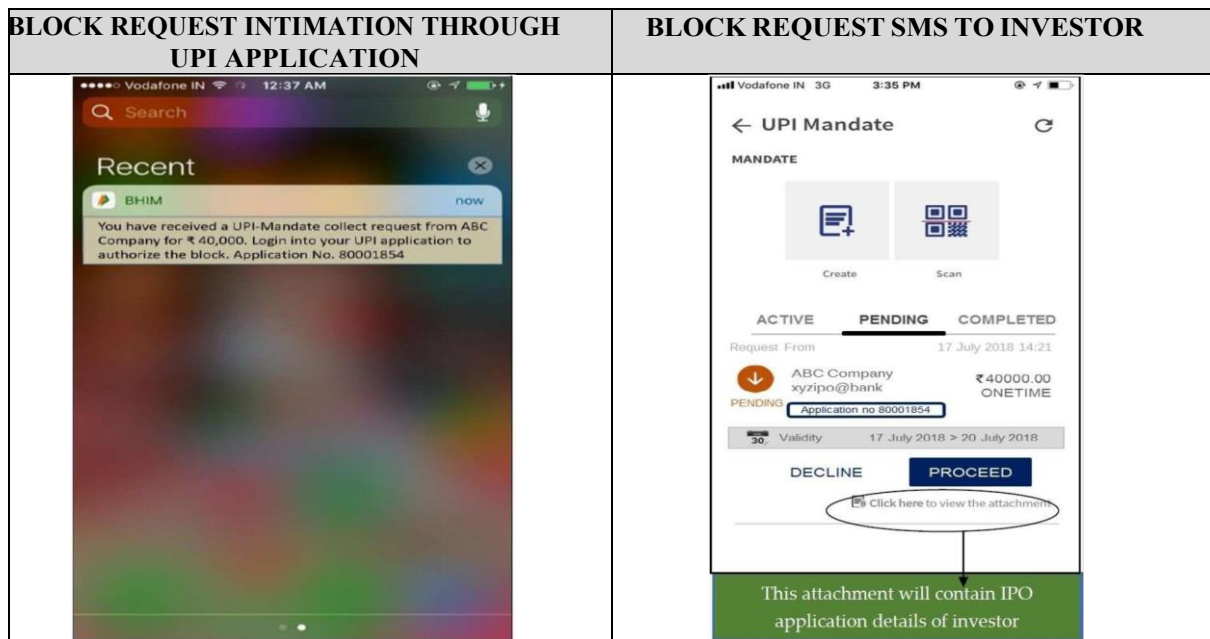 BLOCK REQUEST INTIMATION THROUGH
UPI APPLICATION
BLOCK REQUEST SMS TO INVESTOR
Vodafone IN 12:37 AM
Search
Recent
BHIM now
You have received a UPI-Mandate collect request from ABC
Company for ₹ 40,000. Login into your UPI application to
authorize the block. Application No. 80001854
Vodafone IN 3G 3:35 PM
← UPI Mandate
MANDATE
Create Scan
ACTIVE PENDING COMPLETED
Request From 17 July 2018 14:21
ABC Company ₹40000.00
xyzipo@bank ONETIME
PENDING
Application no 80001854
30 Validity 17 July 2018 > 20 July 2018
DECLINE PROCEED
Click here to view the attachment
This attachment will contain IPO
application details of investor